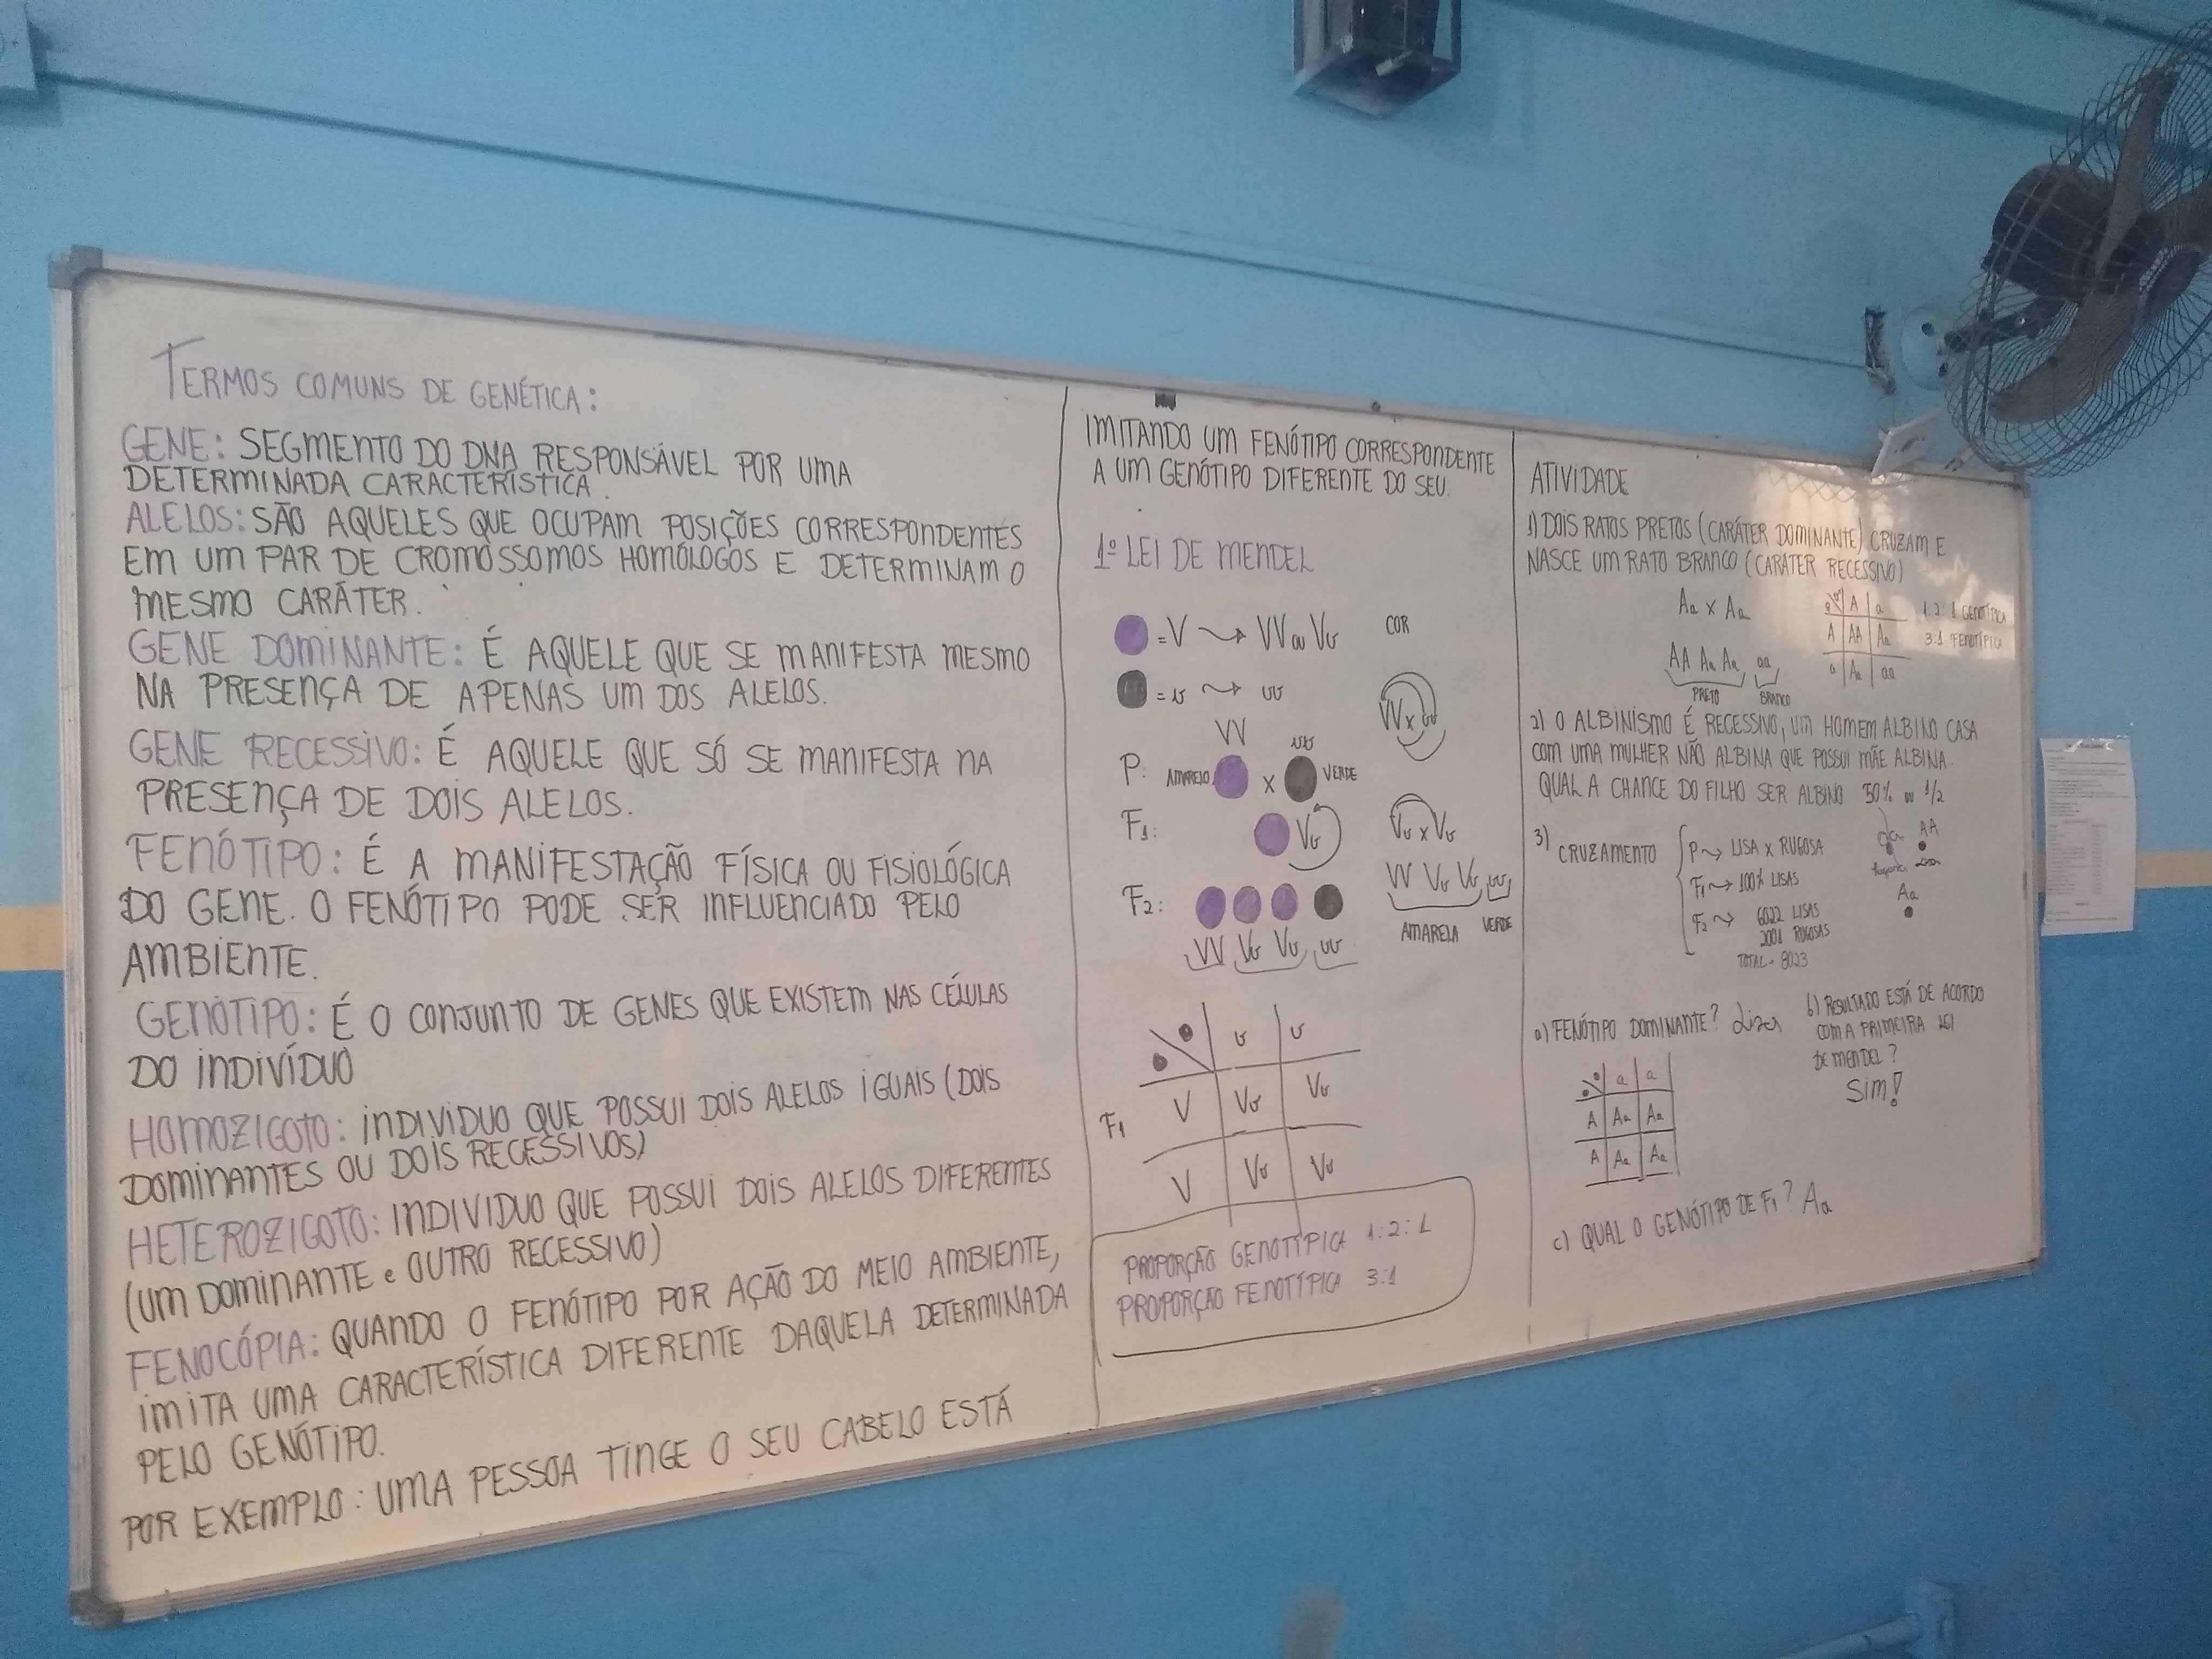 TERMOS COMUNS DE GENÉTICA:
GENE: SEGMENTO DO DNA RESPONSÁVEL POR UMA
DETERMINADA CARACTERÍSTICA.
ALELOS: SÃO AQUELES QUE OCUPAM POSIÇÕES CORRESPONDENTES
EM UM PAR DE CROMOSSOMOS HOMÓLOGOS E DETERMINAM O
MESMO CARÁTER.
GENE DOMINANTE: É AQUELE QUE SE MANIFESTA MESMO
NA PRESENÇA DE APENAS UM DOS ALELOS.
GENE RECESSIVO: É AQUELE QUE SÓ SE MANIFESTA NA
PRESENÇA DE DOIS ALELOS.
FENÓTIPO: É A MANIFESTAÇÃO FÍSICA OU FISIOLÓGICA
DO GENE. O FENÓTIPO PODE SER INFLUENCIADO PELO
AMBIENTE.
GENÓTIPO: É O CONJUNTO DE GENES QUE EXISTEM NAS CÉLULAS
DO INDIVÍDUO
HOMOZIGOTO: INDIVIDUO QUE POSSUI DOIS ALELOS IGUAIS (DOIS
DOMINANTES OU DOIS RECESSIVOS)
HETEROZIGOTO: INDIVIDUO QUE POSSUI DOIS ALELOS DIFERENTES
(UM DOMINANTE e OUTRO RECESSIVO)
FENOCÓPIA: QUANDO O FENÓTIPO POR AÇÃO DO MEIO AMBIENTE,
IMITA UMA CARACTERÍSTICA DIFERENTE DAQUELA DETERMINADA
PELO GENÓTIPO.
POR EXEMPLO: UMA PESSOA TINGE O SEU CABELO ESTÁ
IMITANDO UM FENÓTIPO CORRESPONDENTE
A UM GENÓTIPO DIFERENTE DO SEU.
1º LEI DE MENDEL
= V → VV ou Vv COR
= v → vv
VV x vv
VV vv
P: AMARELO x VERDE
F1: Vv
Vv x Vv
VV Vv Vv vv
AMARELA VERDE
F2:
VV Vv Vv vv
v v
V Vv Vv
F1
V Vv Vv
PROPORÇÃO GENOTÍPICA 1:2:1
PROPORÇÃO FENOTÍPICA 3:1
ATIVIDADE
1) DOIS RATOS PRETOS (CARÁTER DOMINANTE) CRUZAM E
NASCE UM RATO BRANCO (CARÁTER RECESSIVO)
Aa x Aa
AA Aa Aa aa
PRETO BRANCO
A a
A AA Aa
a Aa aa
1:2:1 GENOTÍPICA
3:1 FENOTÍPICA
2) O ALBINISMO É RECESSIVO, UM HOMEM ALBINO CASA
COM UMA MULHER NÃO ALBINA QUE POSSUI MÃE ALBINA.
QUAL A CHANCE DO FILHO SER ALBINO 50% ou 1/2
3) CRUZAMENTO
P → LISA X RUGOSA
F1 → 100% LISAS
F2 → 6022 LISAS
2001 RUGOSAS
TOTAL = 8023
AA
Aa
a) FENÓTIPO DOMINANTE? Lisa
a a
A Aa Aa
A Aa Aa
b) RESULTADO ESTÁ DE ACORDO
COM A PRIMEIRA LEI
DE MENDEL?
Sim!
c) QUAL O GENÓTIPO DE F1? Aa